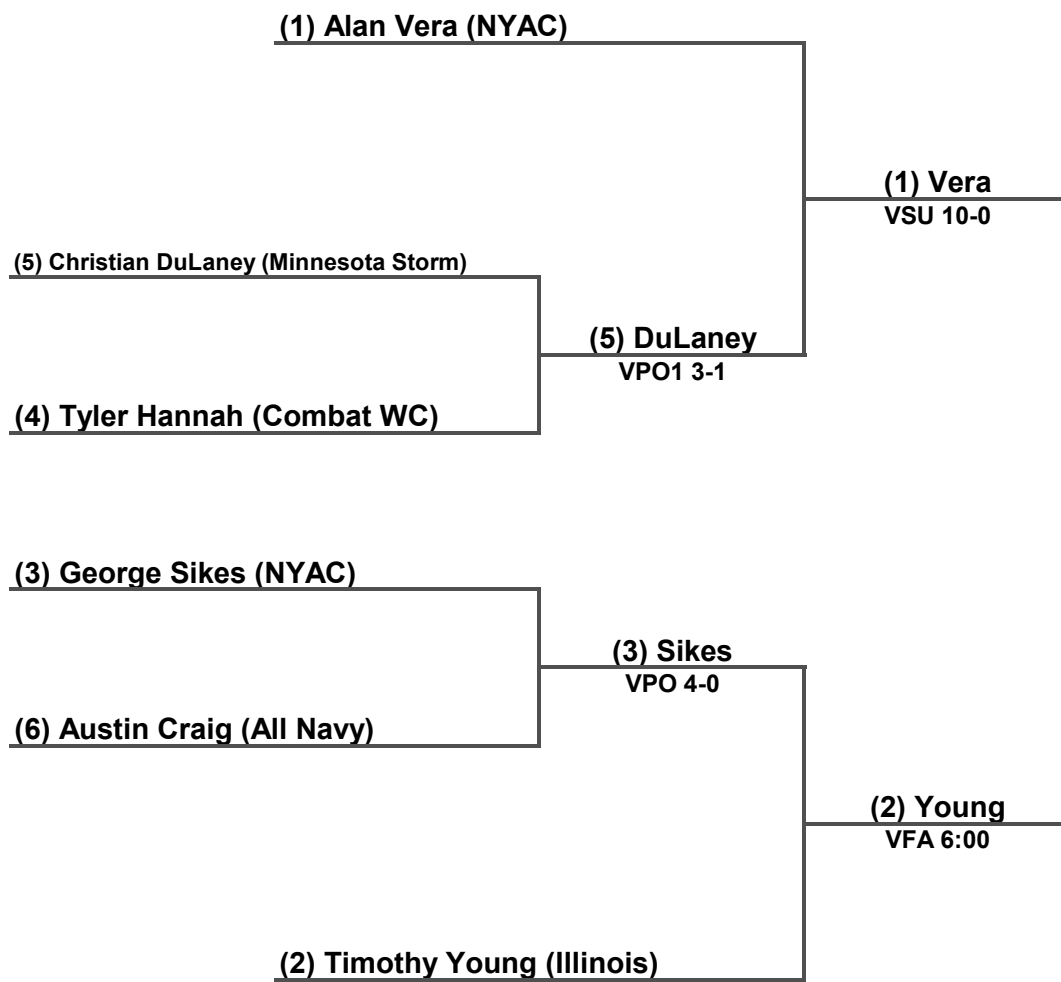 (1) Alan Vera (NYAC)
(1) Vera
VSU 10-0
(5) Christian DuLaney (Minnesota Storm)
(5) DuLaney
VPO1 3-1
(4) Tyler Hannah (Combat WC)
(3) George Sikes (NYAC)
(3) Sikes
VPO 4-0
(6) Austin Craig (All Navy)
(2) Young
VFA 6:00
(2) Timothy Young (Illinois)